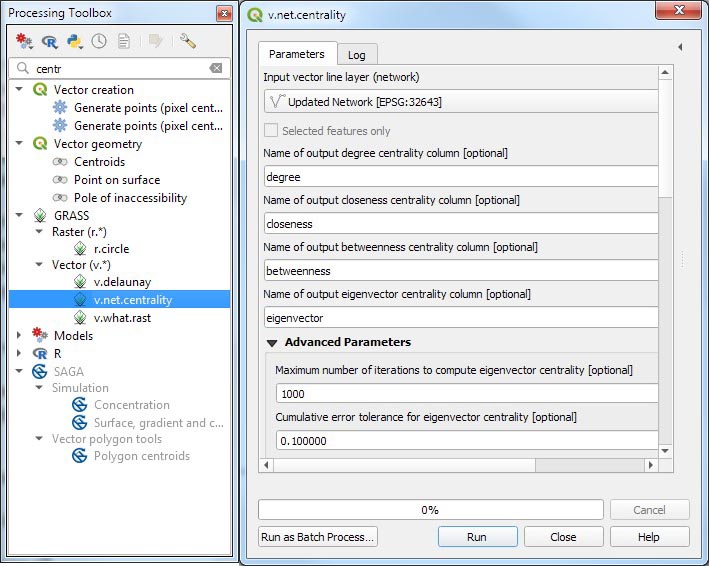 Processing Toolbox
centr
Vector creation
Generate points (pixel cent...
Generate points (pixel cent...
Vector geometry
Centroids
Point on surface
Pole of inaccessibility
GRASS
Raster (r.*)
r.circle
Vector (v.*)
v.delaunay
v.net.centrality
v.what.rast
Models
R
SAGA
Simulation
Concentration
Surface, gradient and c...
Vector polygon tools
Polygon centroids
v.net.centrality
Parameters
Log
Input vector line layer (network)
Updated Network [EPSG:32643]
Selected features only
Name of output degree centrality column [optional]
degree
Name of output closeness centrality column [optional]
closeness
Name of output betweenness centrality column [optional]
betweenness
Name of output eigenvector centrality column [optional]
eigenvector
Advanced Parameters
Maximum number of iterations to compute eigenvector centrality [optional]
1000
Cumulative error tolerance for eigenvector centrality [optional]
0.100000
0%
Cancel
Run as Batch Process...
Run
Close
Help